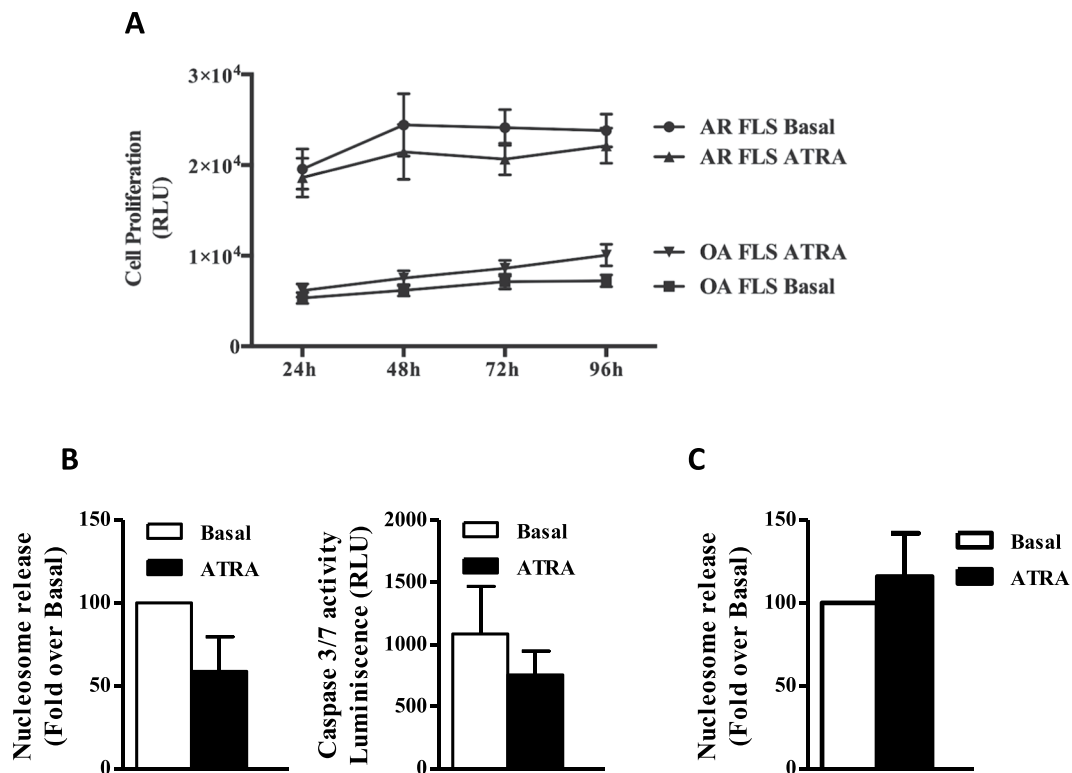 A
Cell Proliferation
(RLU)
3×10⁴
2×10⁴
1×10⁴
0
24h
48h
72h
96h
AR FLS Basal
AR FLS ATRA
OA FLS ATRA
OA FLS Basal
B
Nucleosome release
(Fold over Basal)
150
100
50
0
Basal
ATRA
Caspase 3/7 activity
Luminiscence (RLU)
2000
1500
1000
500
0
Basal
ATRA
C
Nucleosome release
(Fold over Basal)
150
100
50
0
Basal
ATRA